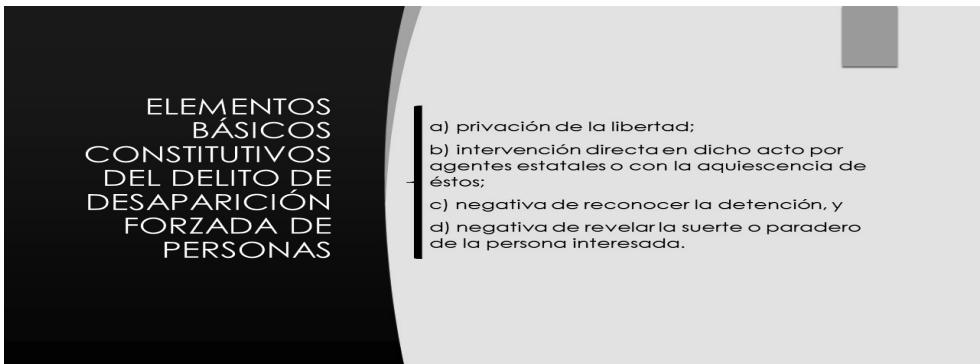 ELEMENTOS
BÁSICOS
CONSTITUTIVOS
DEL DELITO DE
DESAPARICIÓN
FORZADA DE
PERSONAS
a) privación de la libertad;
b) intervención directa en dicho acto por
agentes estatales o con la aquiescencia de
éstos;
c) negativa de reconocer la detención, y
d) negativa de revelar la suerte o paradero
de la persona interesada.